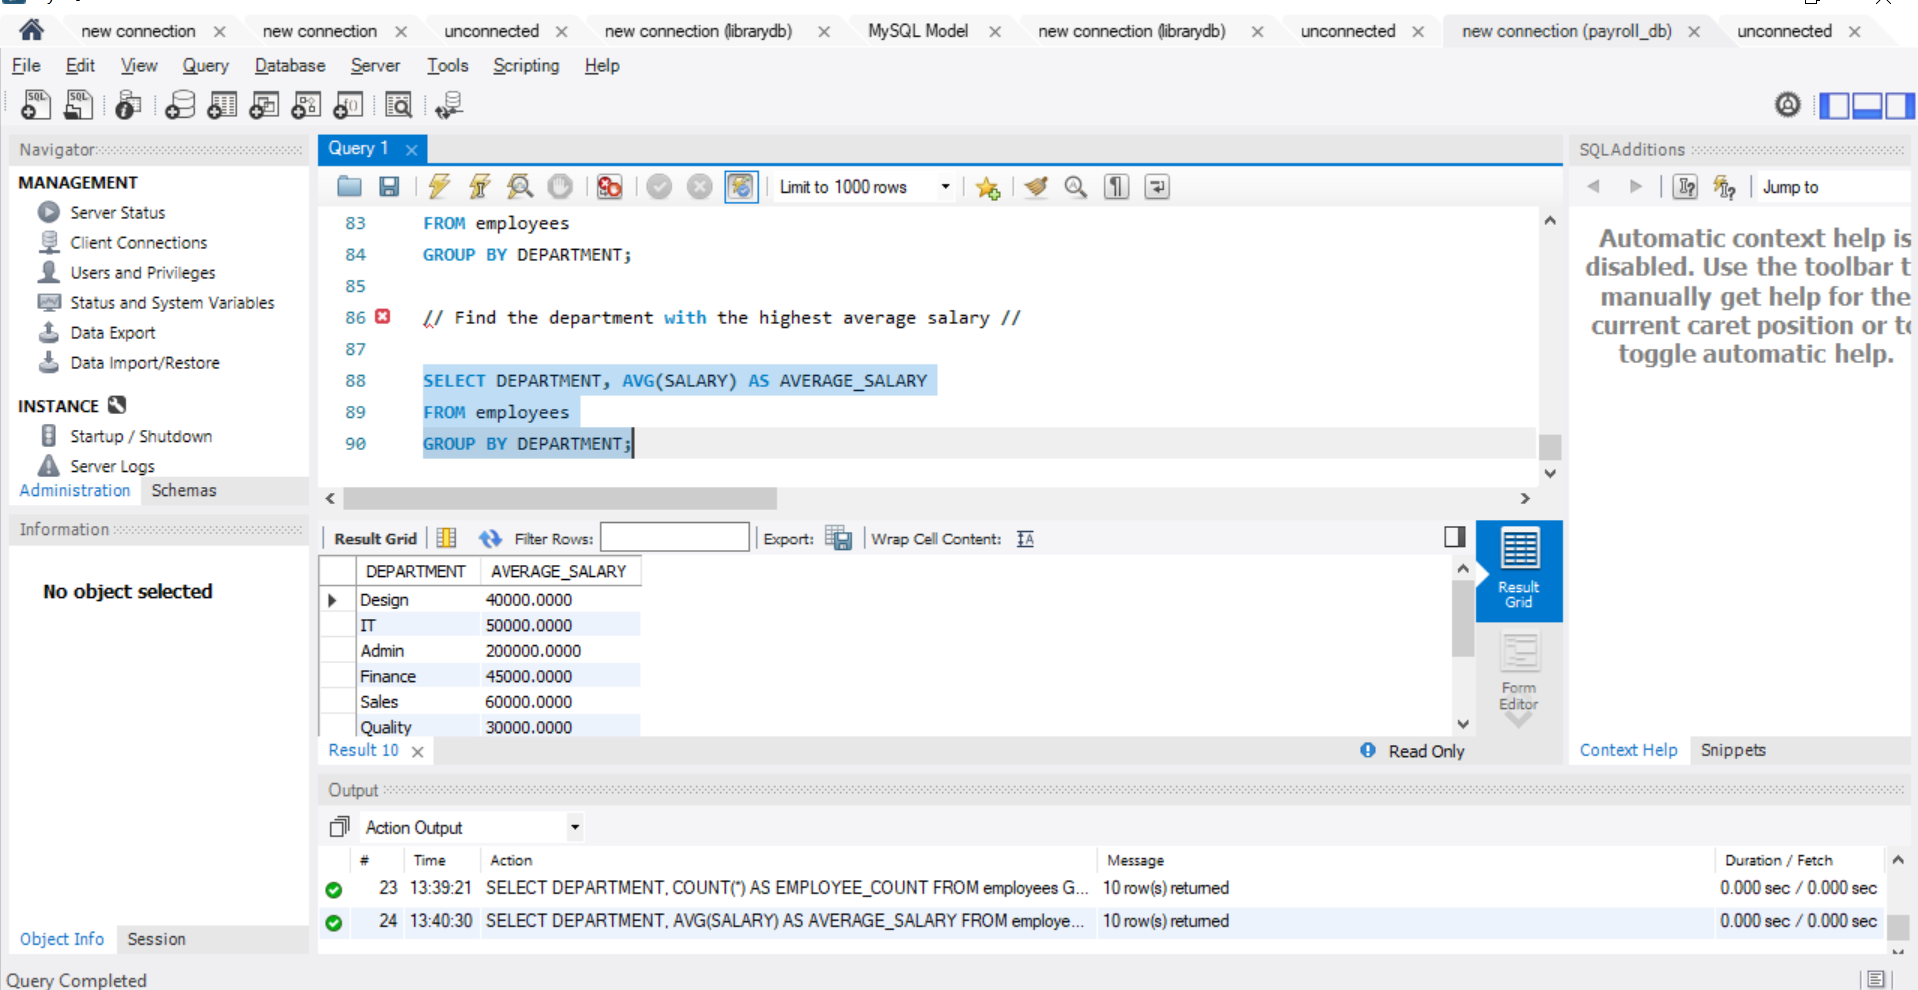 new connection
new connection
unconnected
new connection (librarydb)
MySQL Model
new connection (librarydb)
unconnected
new connection (payroll_db)
unconnected
File Edit View Query Database Server Tools Scripting Help
Navigator
MANAGEMENT
Server Status
Client Connections
Users and Privileges
Status and System Variables
Data Export
Data Import/Restore
INSTANCE
Startup / Shutdown
Server Logs
Administration Schemas
Information
No object selected
Object Info Session
Query 1
Limit to 1000 rows
83 FROM employees
84 GROUP BY DEPARTMENT;
85
86 // Find the department with the highest average salary //
87
88 SELECT DEPARTMENT, AVG(SALARY) AS AVERAGE_SALARY
89 FROM employees
90 GROUP BY DEPARTMENT;
Result Grid Filter Rows: Export: Wrap Cell Content:
DEPARTMENT AVERAGE_SALARY
Design 40000.0000
IT 50000.0000
Admin 200000.0000
Finance 45000.0000
Sales 60000.0000
Quality 30000.0000
Result
Grid
Form
Editor
Result 10
Read Only
SQLAdditions
Jump to
Automatic context help is
disabled. Use the toolbar t
manually get help for the
current caret position or to
toggle automatic help.
Context Help Snippets
Output
Action Output
# Time Action Message Duration / Fetch
23 13:39:21 SELECT DEPARTMENT, COUNT(*) AS EMPLOYEE_COUNT FROM employees G... 10 row(s) returned 0.000 sec / 0.000 sec
24 13:40:30 SELECT DEPARTMENT, AVG(SALARY) AS AVERAGE_SALARY FROM employe... 10 row(s) returned 0.000 sec / 0.000 sec
Query Completed